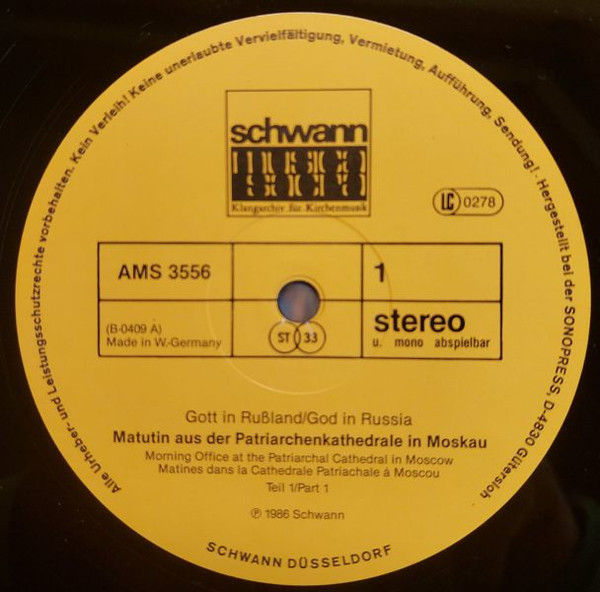 Alle Urheber- und Leistungsschutzrechte vorbehalten. Kein Verleih! Keine unerlaubte Vervielfältigung, Vermietung, Aufführung, Sendung! · Hergestellt bei der SONOPRESS, D-4830 Gütersloh
schwann
Klangarchiv für Kirchenmusik
LC 0278
AMS 3556
1
(B-0409 A)
Made in W.-Germany
ST 33
stereo
u. mono abspielbar
Gott in Rußland/God in Russia
Matutin aus der Patriarchenkathedrale in Moskau
Morning Office at the Patriarchal Cathedral in Moscow
Matines dans la Cathedrale Patriachale á Moscou
Teil 1/Part 1
℗ 1986 Schwann
SCHWANN DÜSSELDORF